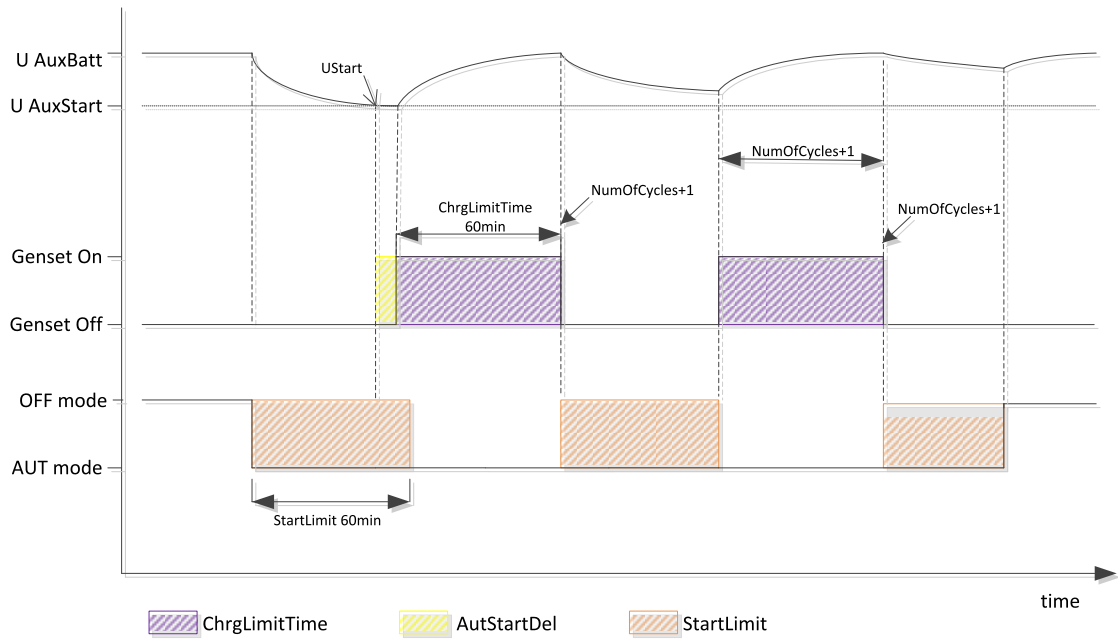 U AuxBatt
UStart
U AuxStart
NumOfCycles+1
NumOfCycles+1
ChrgLimitTime
60min
NumOfCycles+1
Genset On
Genset Off
OFF mode
AUT mode
StartLimit 60min
time
ChrgLimitTime
AutStartDel
StartLimit